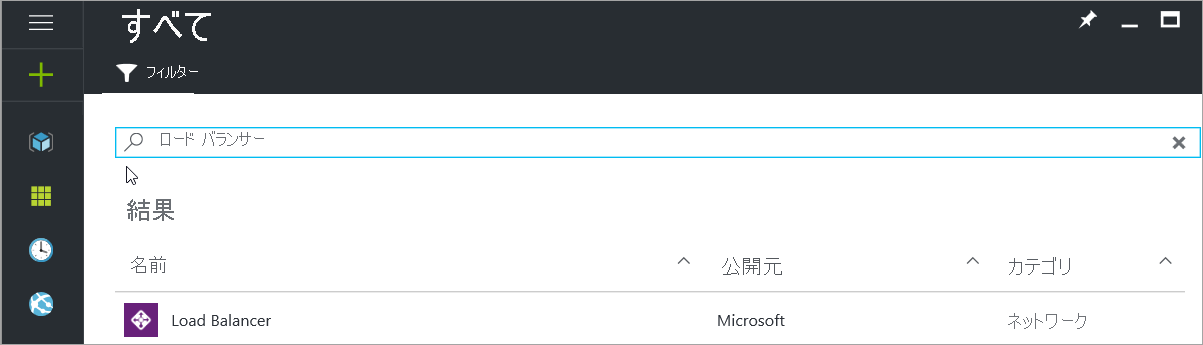 すべて
フィルター
ロード バランサー
結果
名前 公開元 カテゴリ
Load Balancer Microsoft ネットワーク